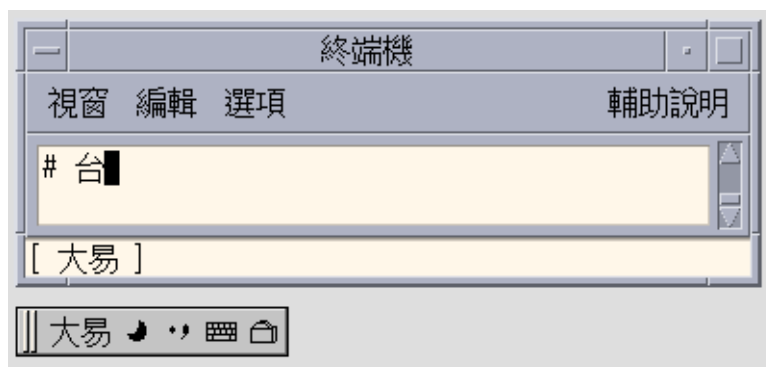 終端機
視窗 編輯 選項 輔助說明
# 台
[ 大易 ]
大易